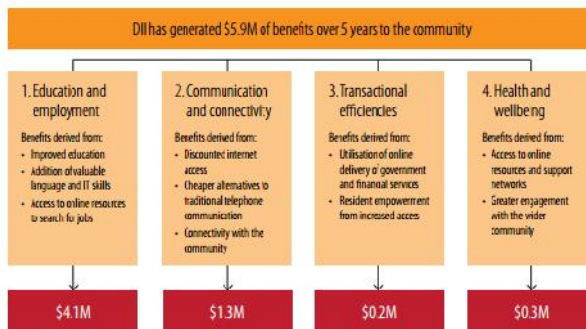 DII has generated $5.9M of benefits over 5 years to the community
1. Education and
employment
Benefits derived from:
• Improved education
• Addition of valuable
language and IT skills
• Access to online resources
to search for jobs
$4.1M
2. Communication
and connectivity
Benefits derived from:
• Discounted internet
access
• Cheaper alternatives to
traditional telephone
communication
• Connectivity with the
community
$1.3M
3. Transactional
efficiencies
Benefits derived from:
• Utilisation of online
delivery of government
and financial services
• Resident empowerment
from increased access
$0.2M
4. Health and
wellbeing
Benefits derived from:
• Access to online
resources and support
networks
• Greater engagement
with the wider
community
$0.3M